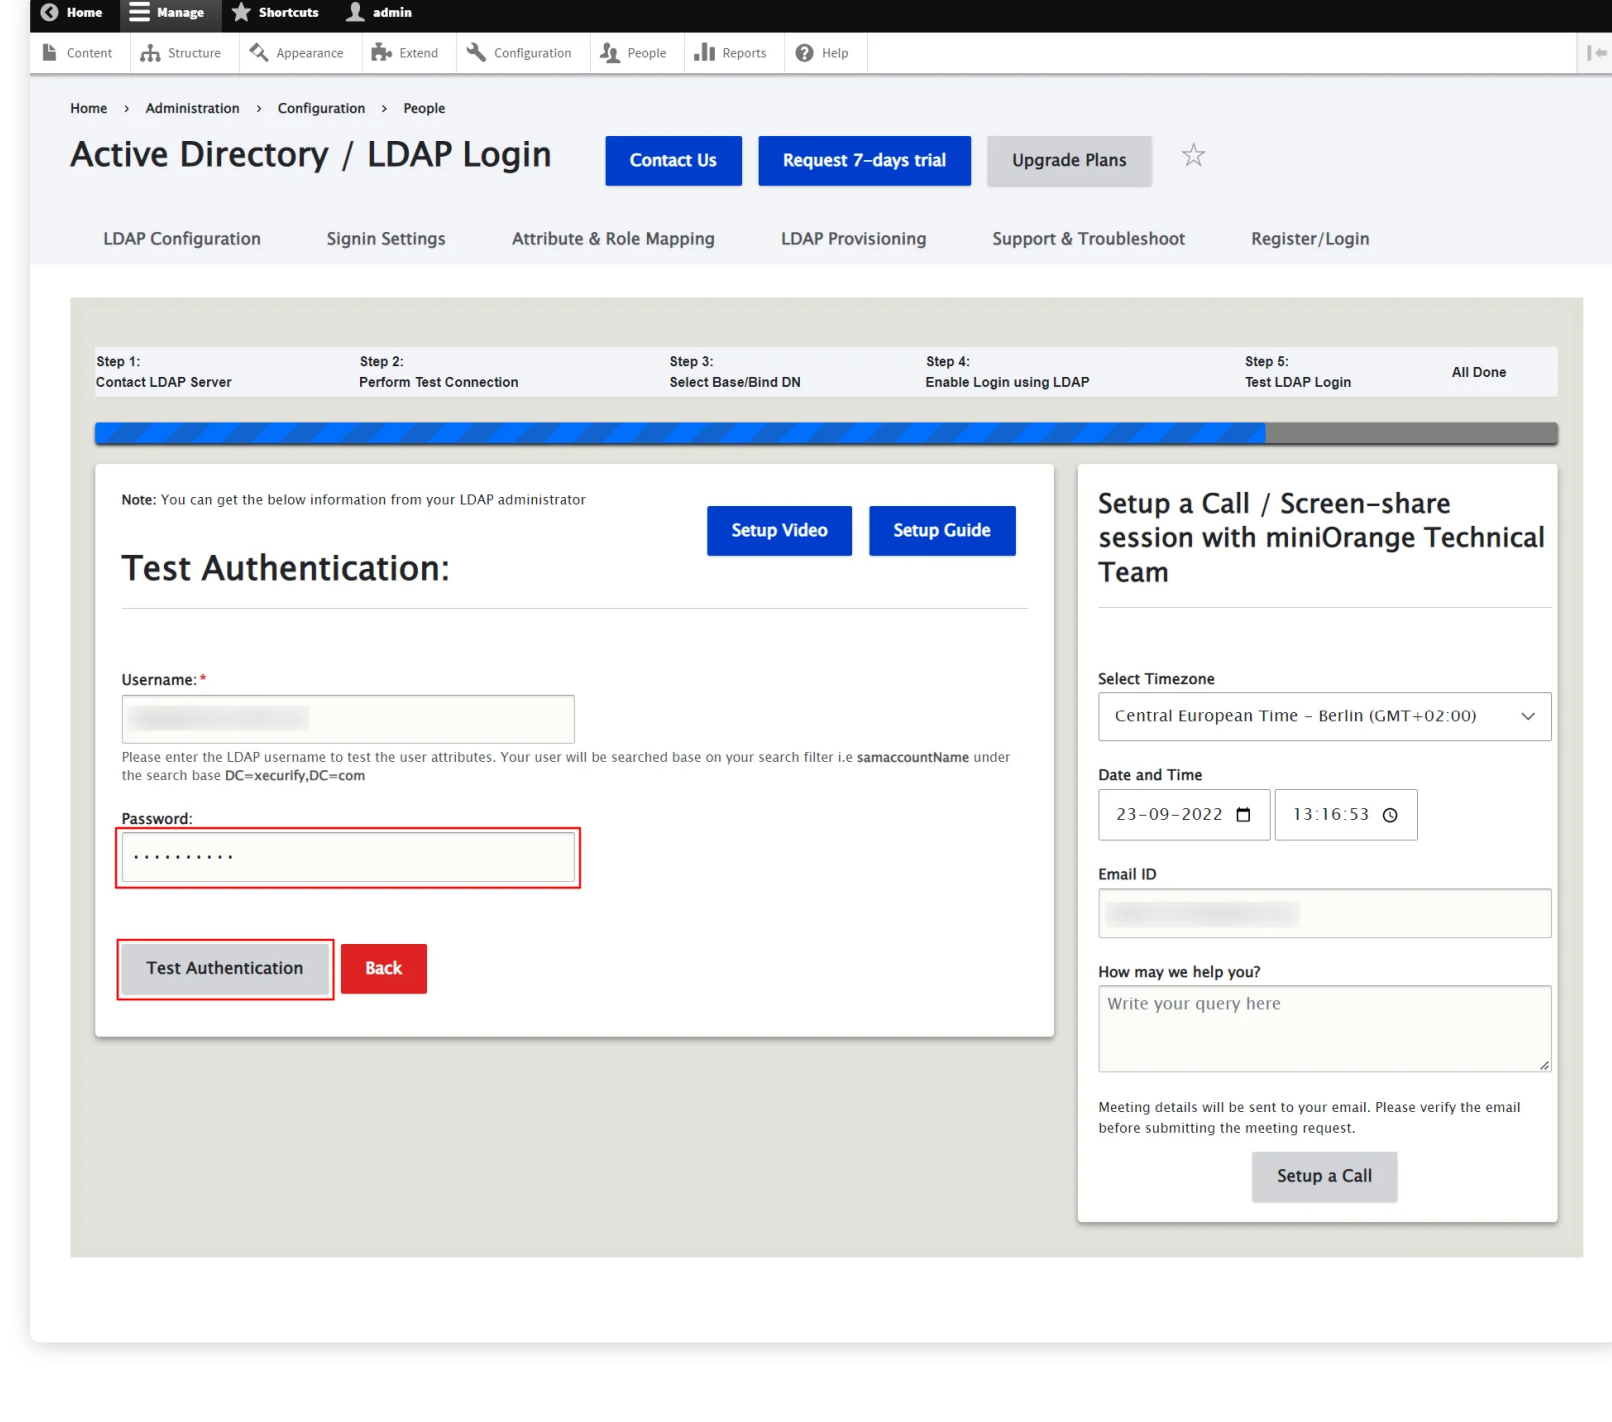 Home Manage Shortcuts admin
Content Structure Appearance Extend Configuration People Reports Help
Home › Administration › Configuration › People
Active Directory / LDAP Login
Contact Us Request 7-days trial Upgrade Plans
LDAP Configuration Signin Settings Attribute & Role Mapping LDAP Provisioning Support & Troubleshoot Register/Login
Step 1:
Contact LDAP Server
Step 2:
Perform Test Connection
Step 3:
Select Base/Bind DN
Step 4:
Enable Login using LDAP
Step 5:
Test LDAP Login
All Done
Note: You can get the below information from your LDAP administrator
Setup Video Setup Guide
Test Authentication:
Username: *
Please enter the LDAP username to test the user attributes. Your user will be searched base on your search filter i.e samaccountName under
the search base DC=xecurify,DC=com
Password:
Test Authentication Back
Setup a Call / Screen-share
session with miniOrange Technical
Team
Select Timezone
Central European Time - Berlin (GMT+02:00)
Date and Time
23-09-2022 13:16:53
Email ID
How may we help you?
Write your query here
Meeting details will be sent to your email. Please verify the email
before submitting the meeting request.
Setup a Call